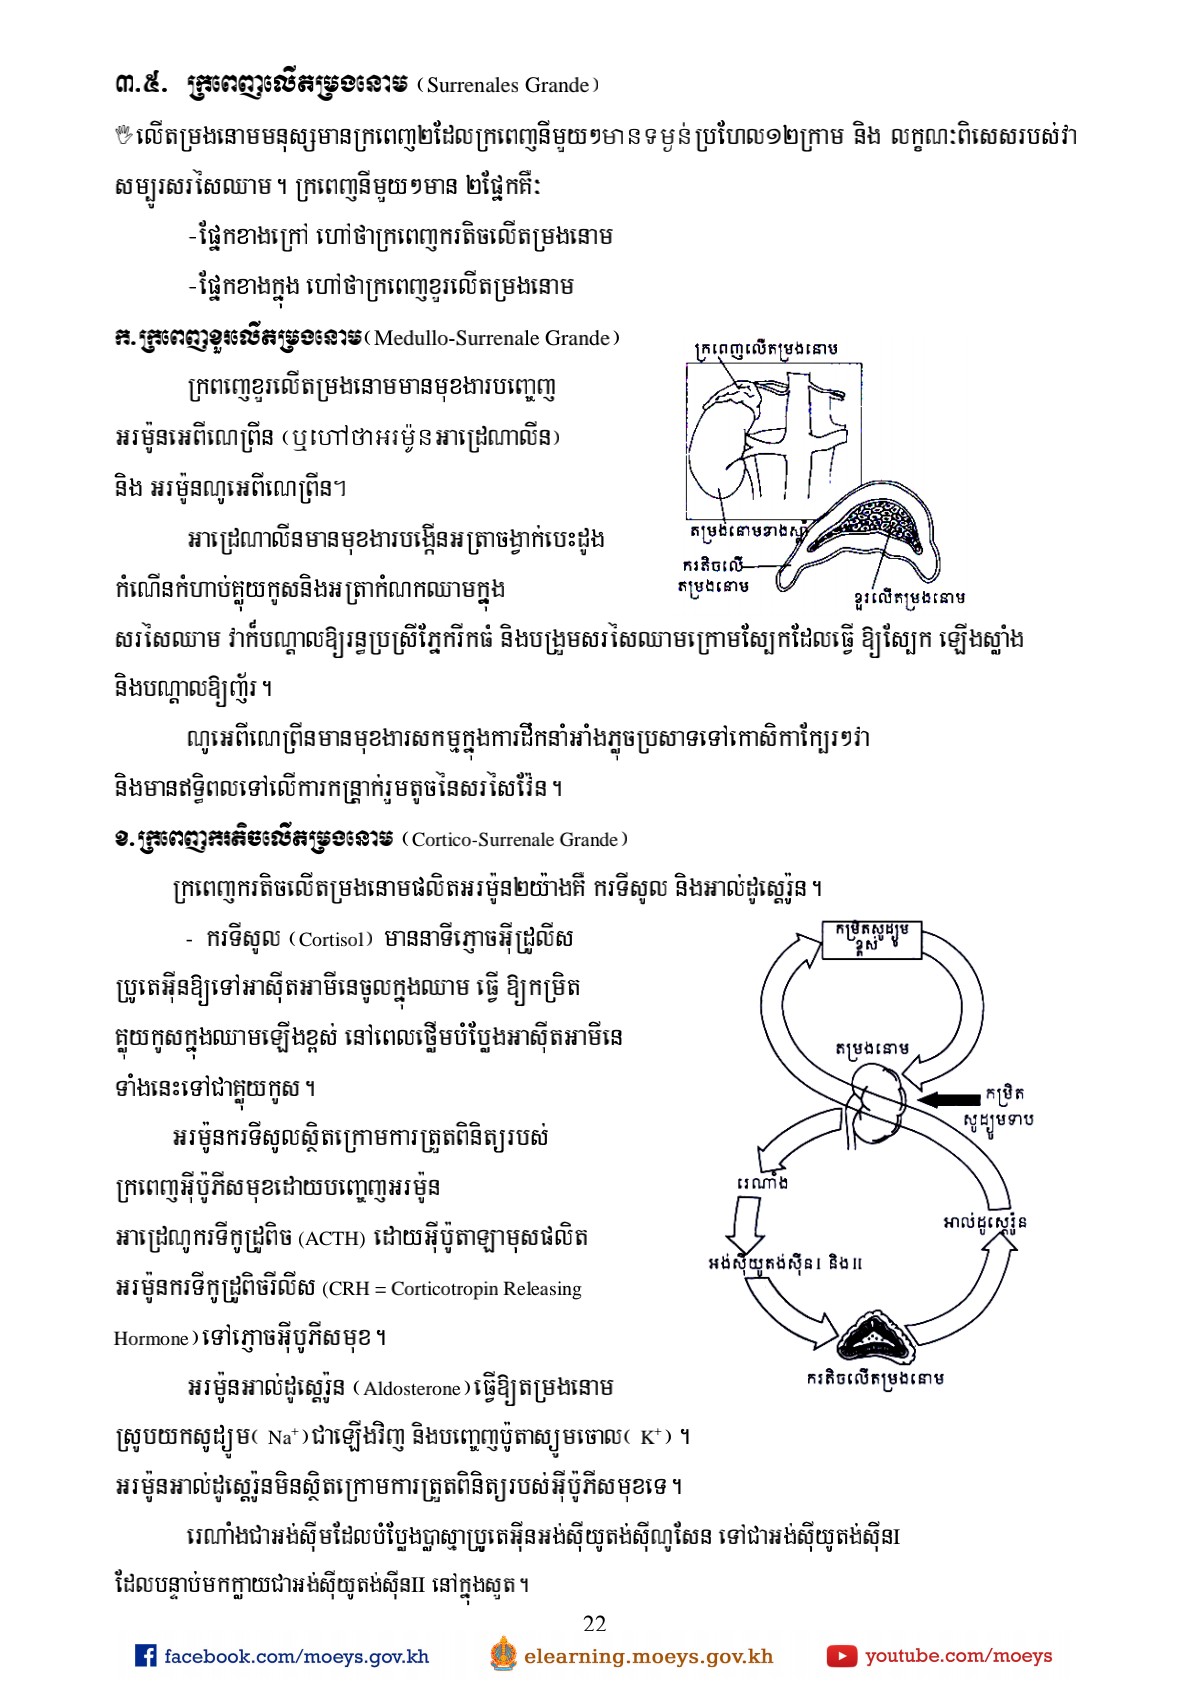 ៣.៥. ក្រពេញលើតម្រងនោម (Surrenales Grande)
លើតម្រងនោមមនុស្សមានក្រពេញ២ដែលក្រពេញនីមួយៗមានទម្ងន់ប្រហែល១២ក្រាម និង លក្ខណៈពិសេសរបស់វា
សម្បូរសរសៃឈាម។ ក្រពេញនីមួយៗមាន ២ផ្នែកគឺៈ
-ផ្នែកខាងក្រៅ ហៅថាក្រពេញករតិចលើតម្រងនោម
-ផ្នែកខាងក្នុង ហៅថាក្រពេញខួរលើតម្រងនោម
ក.ក្រពេញខួរលើតម្រងនោម(Medullo-Surrenale Grande)
ក្រពេញលើតម្រងនោម
ក្រពញេខួរលើតម្រងនោមមានមុខងារបញ្ចេញ
អរម៉ូនអេពីណេព្រីន (ឬហៅថាអរម៉ូនអាដ្រេណាលីន)
និង អរម៉ូនណូអេពីណេព្រីន។
តម្រងនោមខាងស្តាំ
អាដ្រេណាលីនមានមុខងារបង្កើនអត្រាចង្វាក់បេះដូង
ករតិចលើ
តម្រងនោម
ខួរលើតម្រងនោម
កំណើនកំហាប់គ្លុយកូសនិងអត្រាកំណកឈាមក្នុង
សរសៃឈាម វាក៏បណ្តាលឱ្យរន្ធប្រស្រីភ្នែករីកធំ និងបង្រួមសរសៃឈាមក្រោមស្បែកដែលធ្វើ ឱ្យស្បែក ឡើងស្លាំង
និងបណ្តាលឱ្យញ័រ។
ណូអេពីណេព្រីនមានមុខងារសកម្មក្នុងការដឹកនាំអាំងភ្លុចប្រសាទទៅកោសិកាក្បែរៗវា
និងមានឥទ្ធិពលទៅលើការកន្ត្រាក់រួមតូចនៃសរសៃវ៉ែន។
ខ.ក្រពេញករតិចលើតម្រងនោម (Cortico-Surrenale Grande)
ក្រពេញករតិចលើតម្រងនោមផលិតអរម៉ូន២យ៉ាងគឺ ករទីសូល និងអាល់ដូស្តេរ៉ូន។
កម្រិតសូដ្យូម
ខ្ពស់
- ករទីសូល (Cortisol) មាននាទីភ្ញោចអ៊ីដ្រូលីស
ប្រូតេអ៊ីនឱ្យទៅអាស៊ីតអាមីនេចូលក្នុងឈាម ធ្វើ ឱ្យកម្រិត
គ្លុយកូសក្នុងឈាមឡើងខ្ពស់ នៅពេលថ្លើមបំប្លែងអាស៊ីតអាមីនេ
តម្រងនោម
ទាំងនេះទៅជាគ្លុយកូស។
កម្រិត
សូដ្យូមទាប
អរម៉ូនករទីសូលស្ថិតក្រោមការត្រួតពិនិត្យរបស់
ក្រពេញអ៊ីប៉ូភីសមុខដោយបញ្ចេញអរម៉ូន
រេណាំង
អាល់ដូស្តេរ៉ូន
អាដ្រេណូករទីកូដ្រូពិច (ACTH) ដោយអ៊ីប៉ូតាឡាមុសផលិត
អង់ស៊ីយូតង់ស៊ីនI និងII
អរម៉ូនករទីកូដ្រូពិចរីលីស (CRH = Corticotropin Releasing
Hormone)ទៅភ្ញោចអ៊ីបូភីសមុខ។
ករតិចលើតម្រងនោម
អរម៉ូនអាល់ដូស្តេរ៉ូន (Aldosterone)ធ្វើឱ្យតម្រងនោម
ស្រូបយកសូដ្យូម( Na⁺)ជាឡើងវិញ និងបញ្ចេញប៉ូតាស្យូមចោល( K⁺) ។
អរម៉ូនអាល់ដូស្តេរ៉ូនមិនស្ថិតក្រោមការត្រួតពិនិត្យរបស់អ៊ីប៉ូភីសមុខទេ។
រេណាំងជាអង់ស៊ីមដែលបំប្លែងប្លាស្មាប្រូតេអ៊ីនអង់ស៊ីយូតង់ស៊ីណូសែន ទៅជាអង់ស៊ីយូតង់ស៊ីនI
ដែលបន្ទាប់មកក្លាយជាអង់ស៊ីយូតង់ស៊ីនII នៅក្នុងសួត។
22
facebook.com/moeys.gov.kh
elearning.moeys.gov.kh
youtube.com/moeys